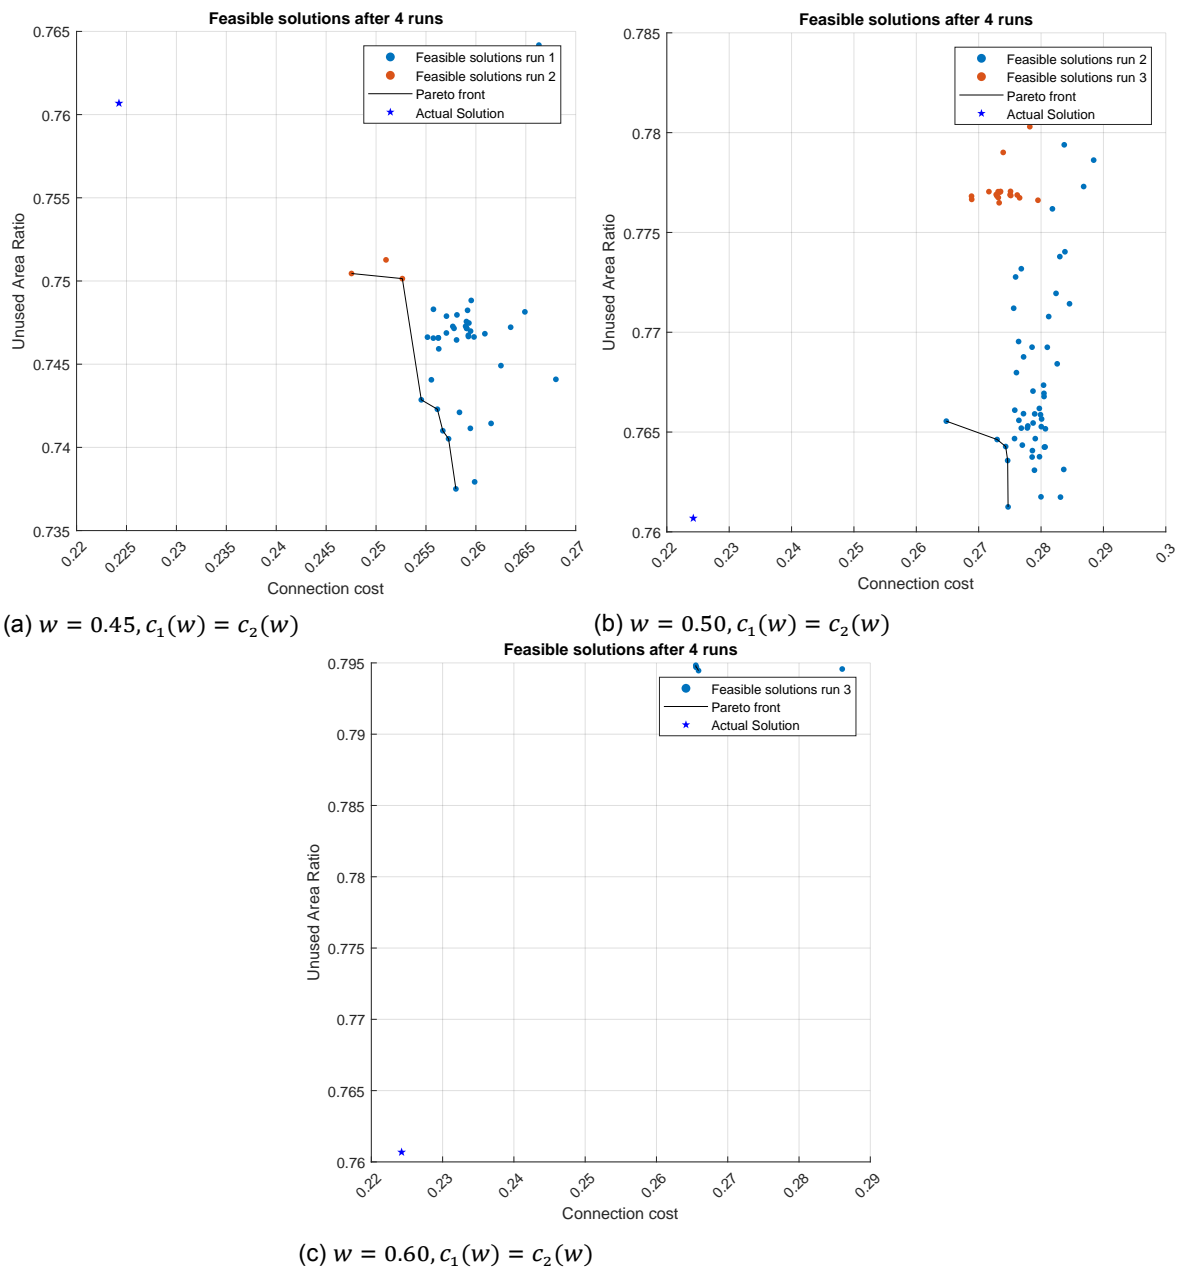 Feasible solutions after 4 runs
0.765
0.76
0.755
0.75
0.745
0.74
0.735
Unused Area Ratio
Feasible solutions run 1
Feasible solutions run 2
Pareto front
Actual Solution
0.22
0.225
0.23
0.235
0.24
0.245
0.25
0.255
0.26
0.265
0.27
Connection cost
(a) w = 0.45, c₁(w) = c₂(w)
Feasible solutions after 4 runs
0.785
0.78
0.775
0.77
0.765
0.76
Unused Area Ratio
Feasible solutions run 2
Feasible solutions run 3
Pareto front
Actual Solution
0.22
0.23
0.24
0.25
0.26
0.27
0.28
0.29
0.3
Connection cost
(b) w = 0.50, c₁(w) = c₂(w)
Feasible solutions after 4 runs
0.795
0.79
0.785
0.78
0.775
0.77
0.765
0.76
Unused Area Ratio
Feasible solutions run 3
Pareto front
Actual Solution
0.22
0.23
0.24
0.25
0.26
0.27
0.28
0.29
Connection cost
(c) w = 0.60, c₁(w) = c₂(w)